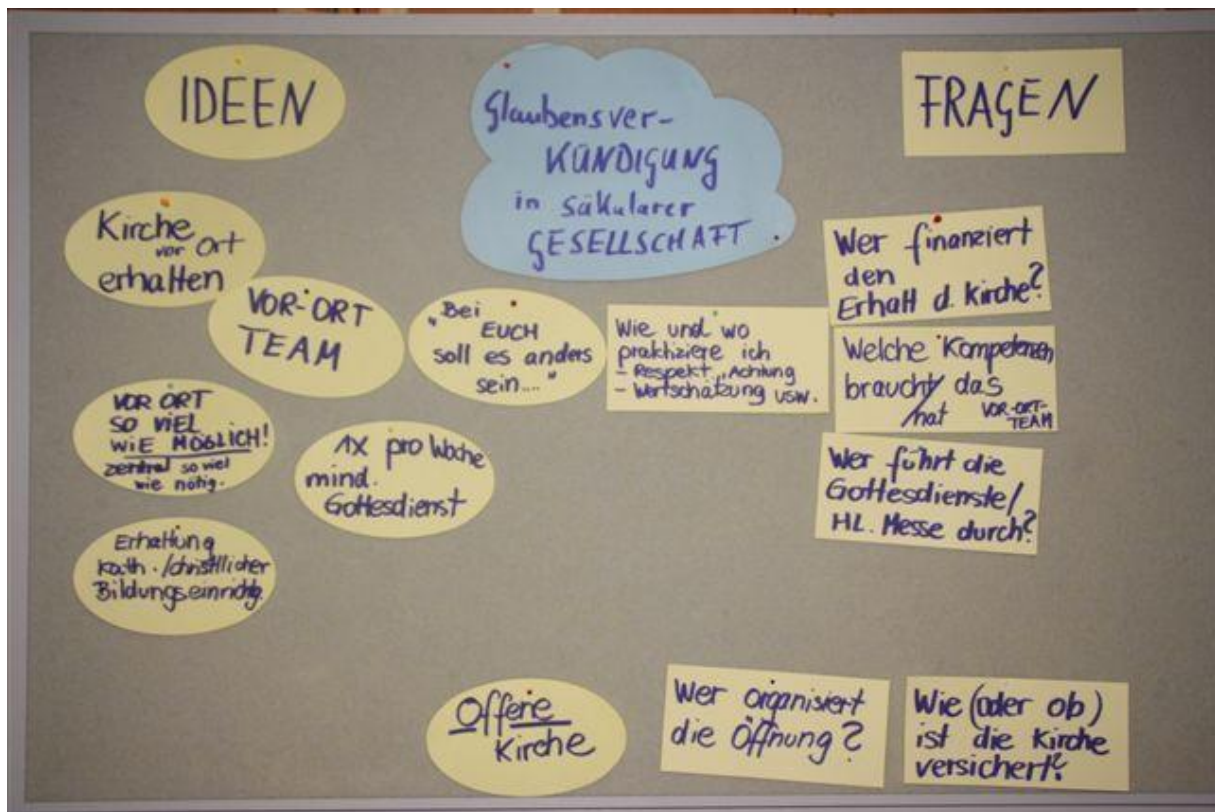 IDEEN
Glaubensver-
KÜNDIGUNG
in säkularer
GESELLSCHAFT
FRAGEN
Kirche
vor Ort
erhalten
VOR-ORT
TEAM
"Bei
EUCH
soll es anders
sein...."
VOR ORT
SO VIEL
WIE MÖGLICH!
zentral so viel
wie nötig.
1X pro Woche
mind.
Gottesdienst
Erhaltung
kath./christlicher
Bildungseinrichtg.
Wie und wo
praktiziere ich
- Respekt, Achtung
- Wertschätzung usw.
Wer finanziert
den
Erhalt d. Kirche?
Welche Kompetenzen
braucht/ das
hat VOR-ORT-
TEAM
Wer führt die
Gottesdienste/
HL. Messe durch?
Offene
Kirche
Wer organisiert
die Öffnung?
Wie (oder ob)
ist die Kirche
versichert?